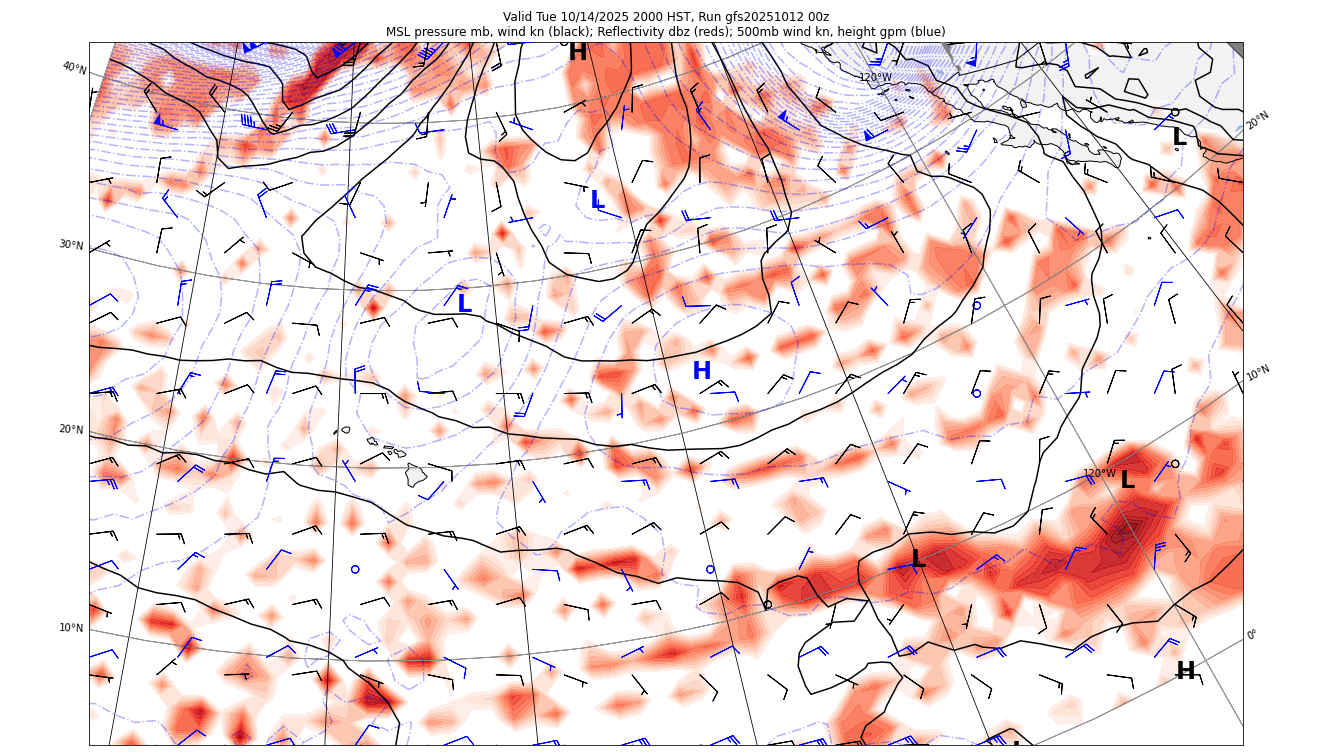 Valid Tue 10/14/2025 2000 HST, Run gfs20251012 00z
MSL pressure mb, wind kn (black); Reflectivity dbz (reds); 500mb wind kn, height gpm (blue)
H
40°N
120°W
20°N
L
L
30°N
L
H
10°N
20°N
120°W
L
L
10°N
0°
H